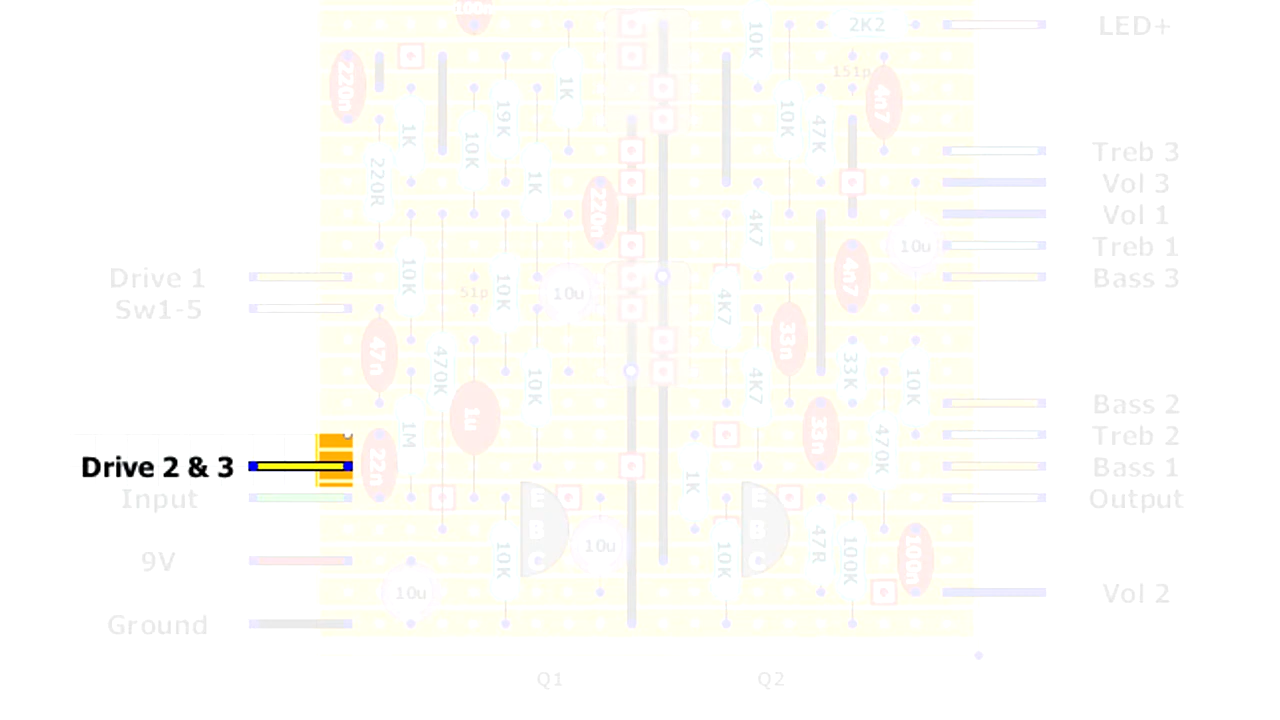 100n
LED+
2K2
10K
151p
220n
1K
4n7
19K
10K
47K
1K
10K
Treb 3
220R
1K
Vol 3
220n
4K7
Vol 1
10u
Treb 1
Drive 1
10K
51p
10K
10u
4n7
Bass 3
Sw1-5
4K7
33n
47n
470K
10K
4K7
33K
10K
Bass 2
1M
1u
33n
470K
Treb 2
Drive 2 & 3
22n
1K
Bass 1
Input
E
E
Output
B
B
10K
10u
10K
47R
100K
100n
9V
C
C
10u
Vol 2
Ground
Q1
Q2